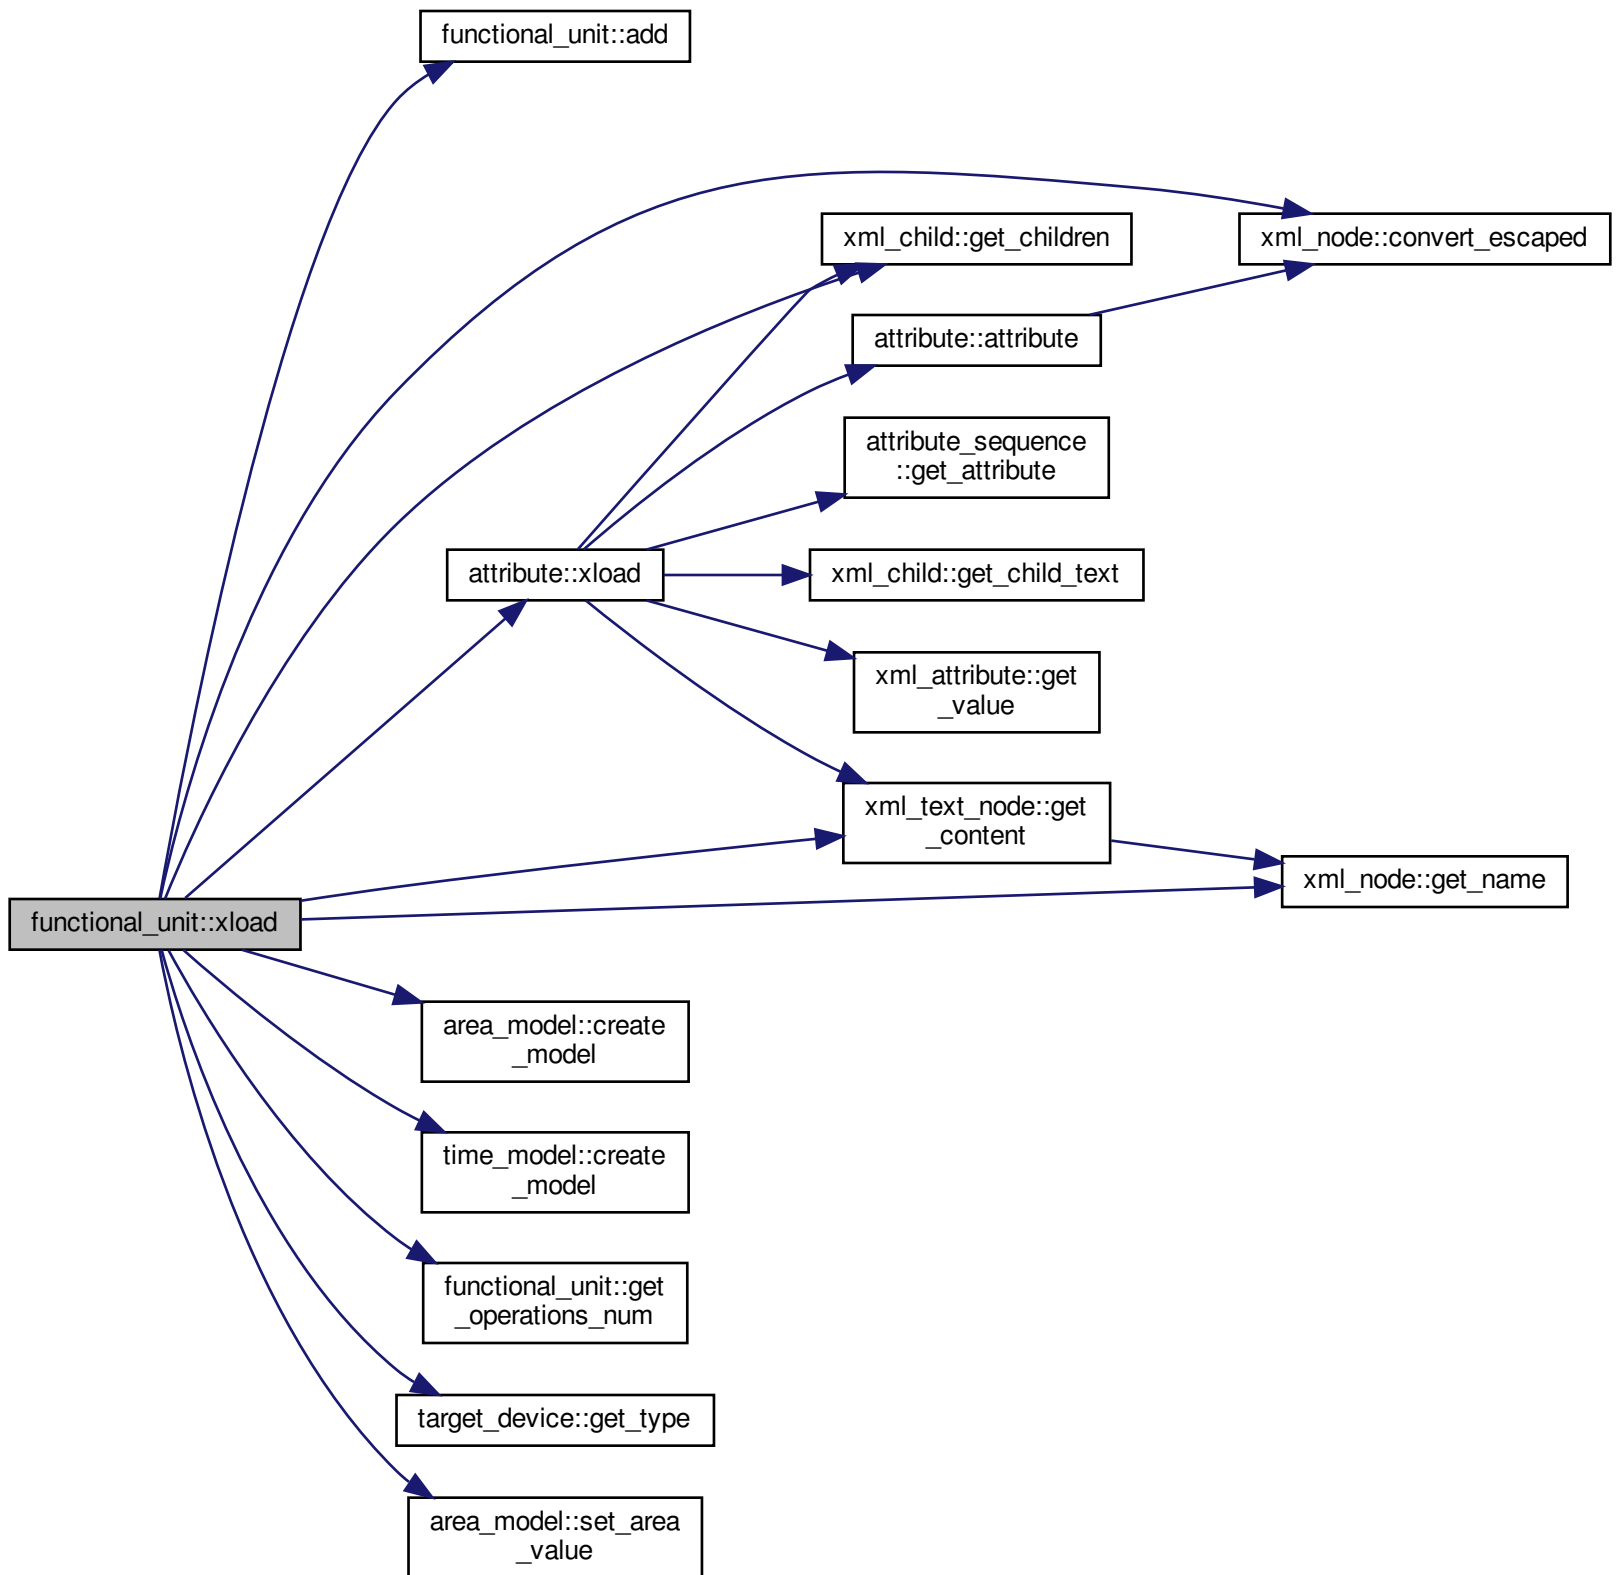 functional_unit::add
xml_child::get_children
xml_node::convert_escaped
attribute::attribute
attribute_sequence
::get_attribute
attribute::xload
xml_child::get_child_text
xml_attribute::get
_value
xml_text_node::get
_content
xml_node::get_name
functional_unit::xload
area_model::create
_model
time_model::create
_model
functional_unit::get
_operations_num
target_device::get_type
area_model::set_area
_value